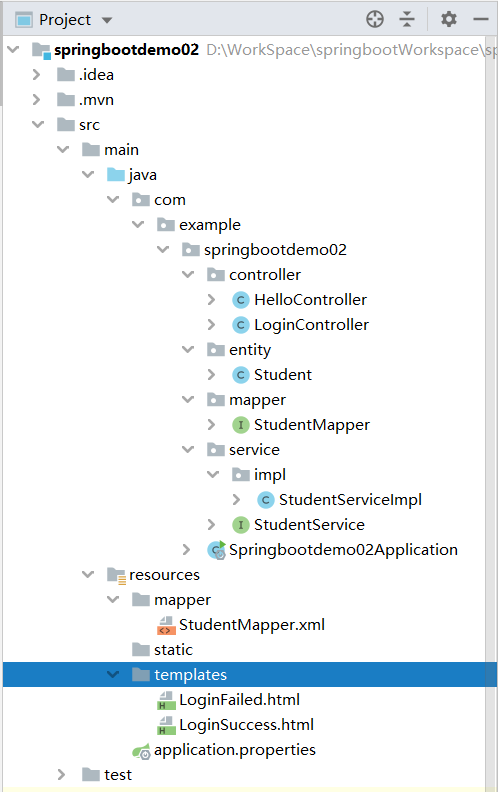 Project
springbootdemo02 D:\WorkSpace\springbootWorkspace\sp
.idea
.mvn
src
main
java
com
example
springbootdemo02
controller
C HelloController
C LoginController
entity
C Student
mapper
I StudentMapper
service
impl
C StudentServiceImpl
I StudentService
C Springbootdemo02Application
resources
mapper
StudentMapper.xml
static
templates
H LoginFailed.html
H LoginSuccess.html
application.properties
test